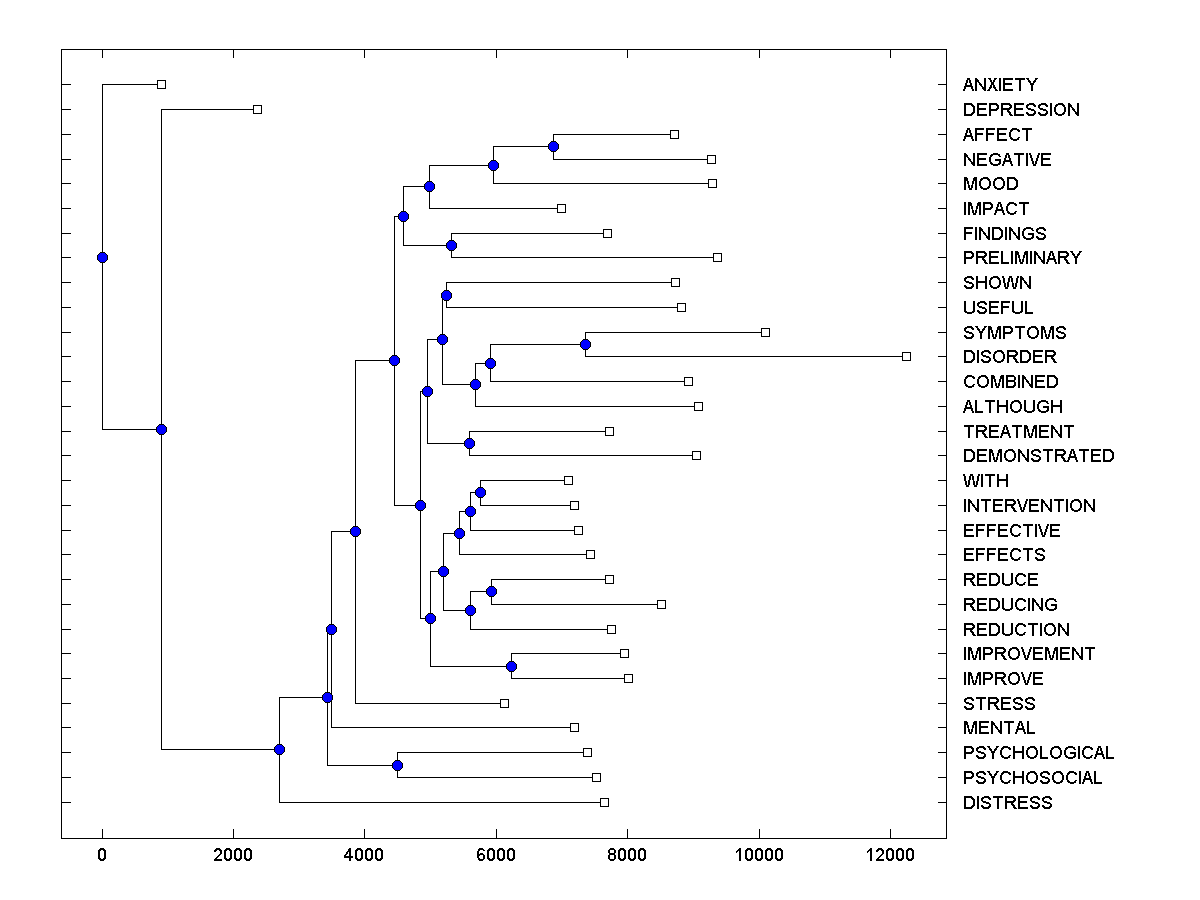 ANXIETY
DEPRESSION
AFFECT
NEGATIVE
MOOD
IMPACT
FINDINGS
PRELIMINARY
SHOWN
USEFUL
SYMPTOMS
DISORDER
COMBINED
ALTHOUGH
TREATMENT
DEMONSTRATED
WITH
INTERVENTION
EFFECTIVE
EFFECTS
REDUCE
REDUCING
REDUCTION
IMPROVEMENT
IMPROVE
STRESS
MENTAL
PSYCHOLOGICAL
PSYCHOSOCIAL
DISTRESS
0 2000 4000 6000 8000 10000 12000